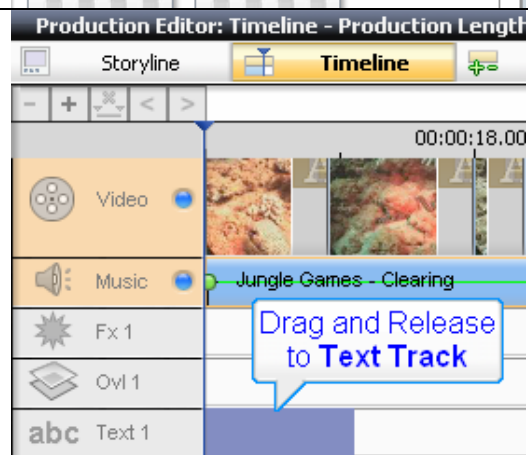 Production Editor: Timeline - Production Length
Storyline
Timeline
- + < >
00:00:18.00
Video
A A A
Music
Jungle Games - Clearing
Fx 1
Drag and Release
to Text Track
Ovl 1
abc Text 1